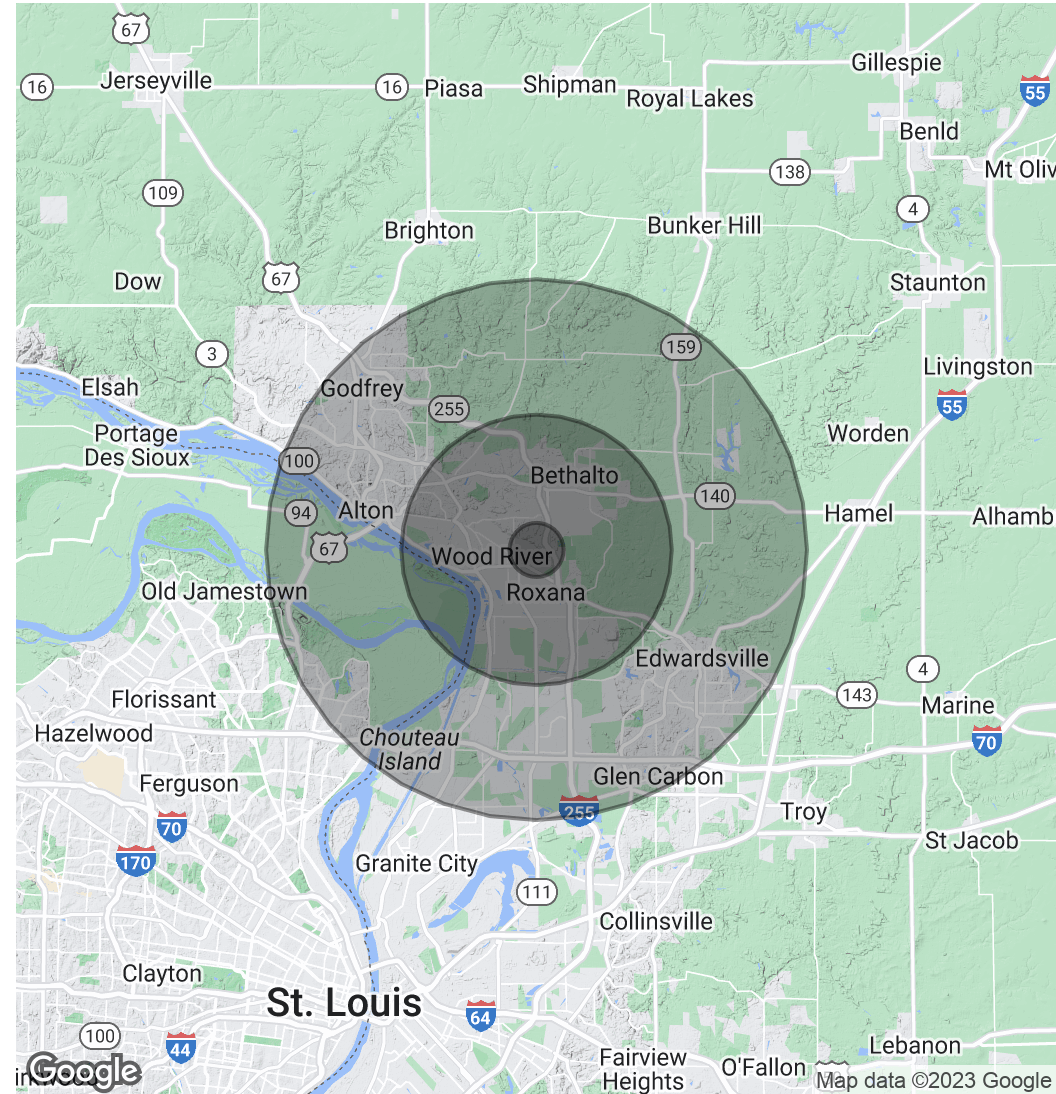 67
Jerseyville
16
16
Piasa
Shipman
Royal Lakes
Gillespie
55
Benld
Mt Oliv
138
109
4
Brighton
Bunker Hill
Dow
67
Staunton
3
159
Livingston
Elsah
Godfrey
255
55
Portage
Des Sioux
Worden
100
Bethalto
140
94
Alton
Hamel
Alhamb
67
Wood River
Roxana
Old Jamestown
Edwardsville
4
143
Florissant
Marine
Hazelwood
Chouteau
Island
70
Ferguson
Glen Carbon
70
255
Troy
170
Granite City
St Jacob
111
Collinsville
Clayton
St. Louis
64
100
44
Lebanon
Fairview
Heights
O'Fallon
Google
Map data ©2023 Google